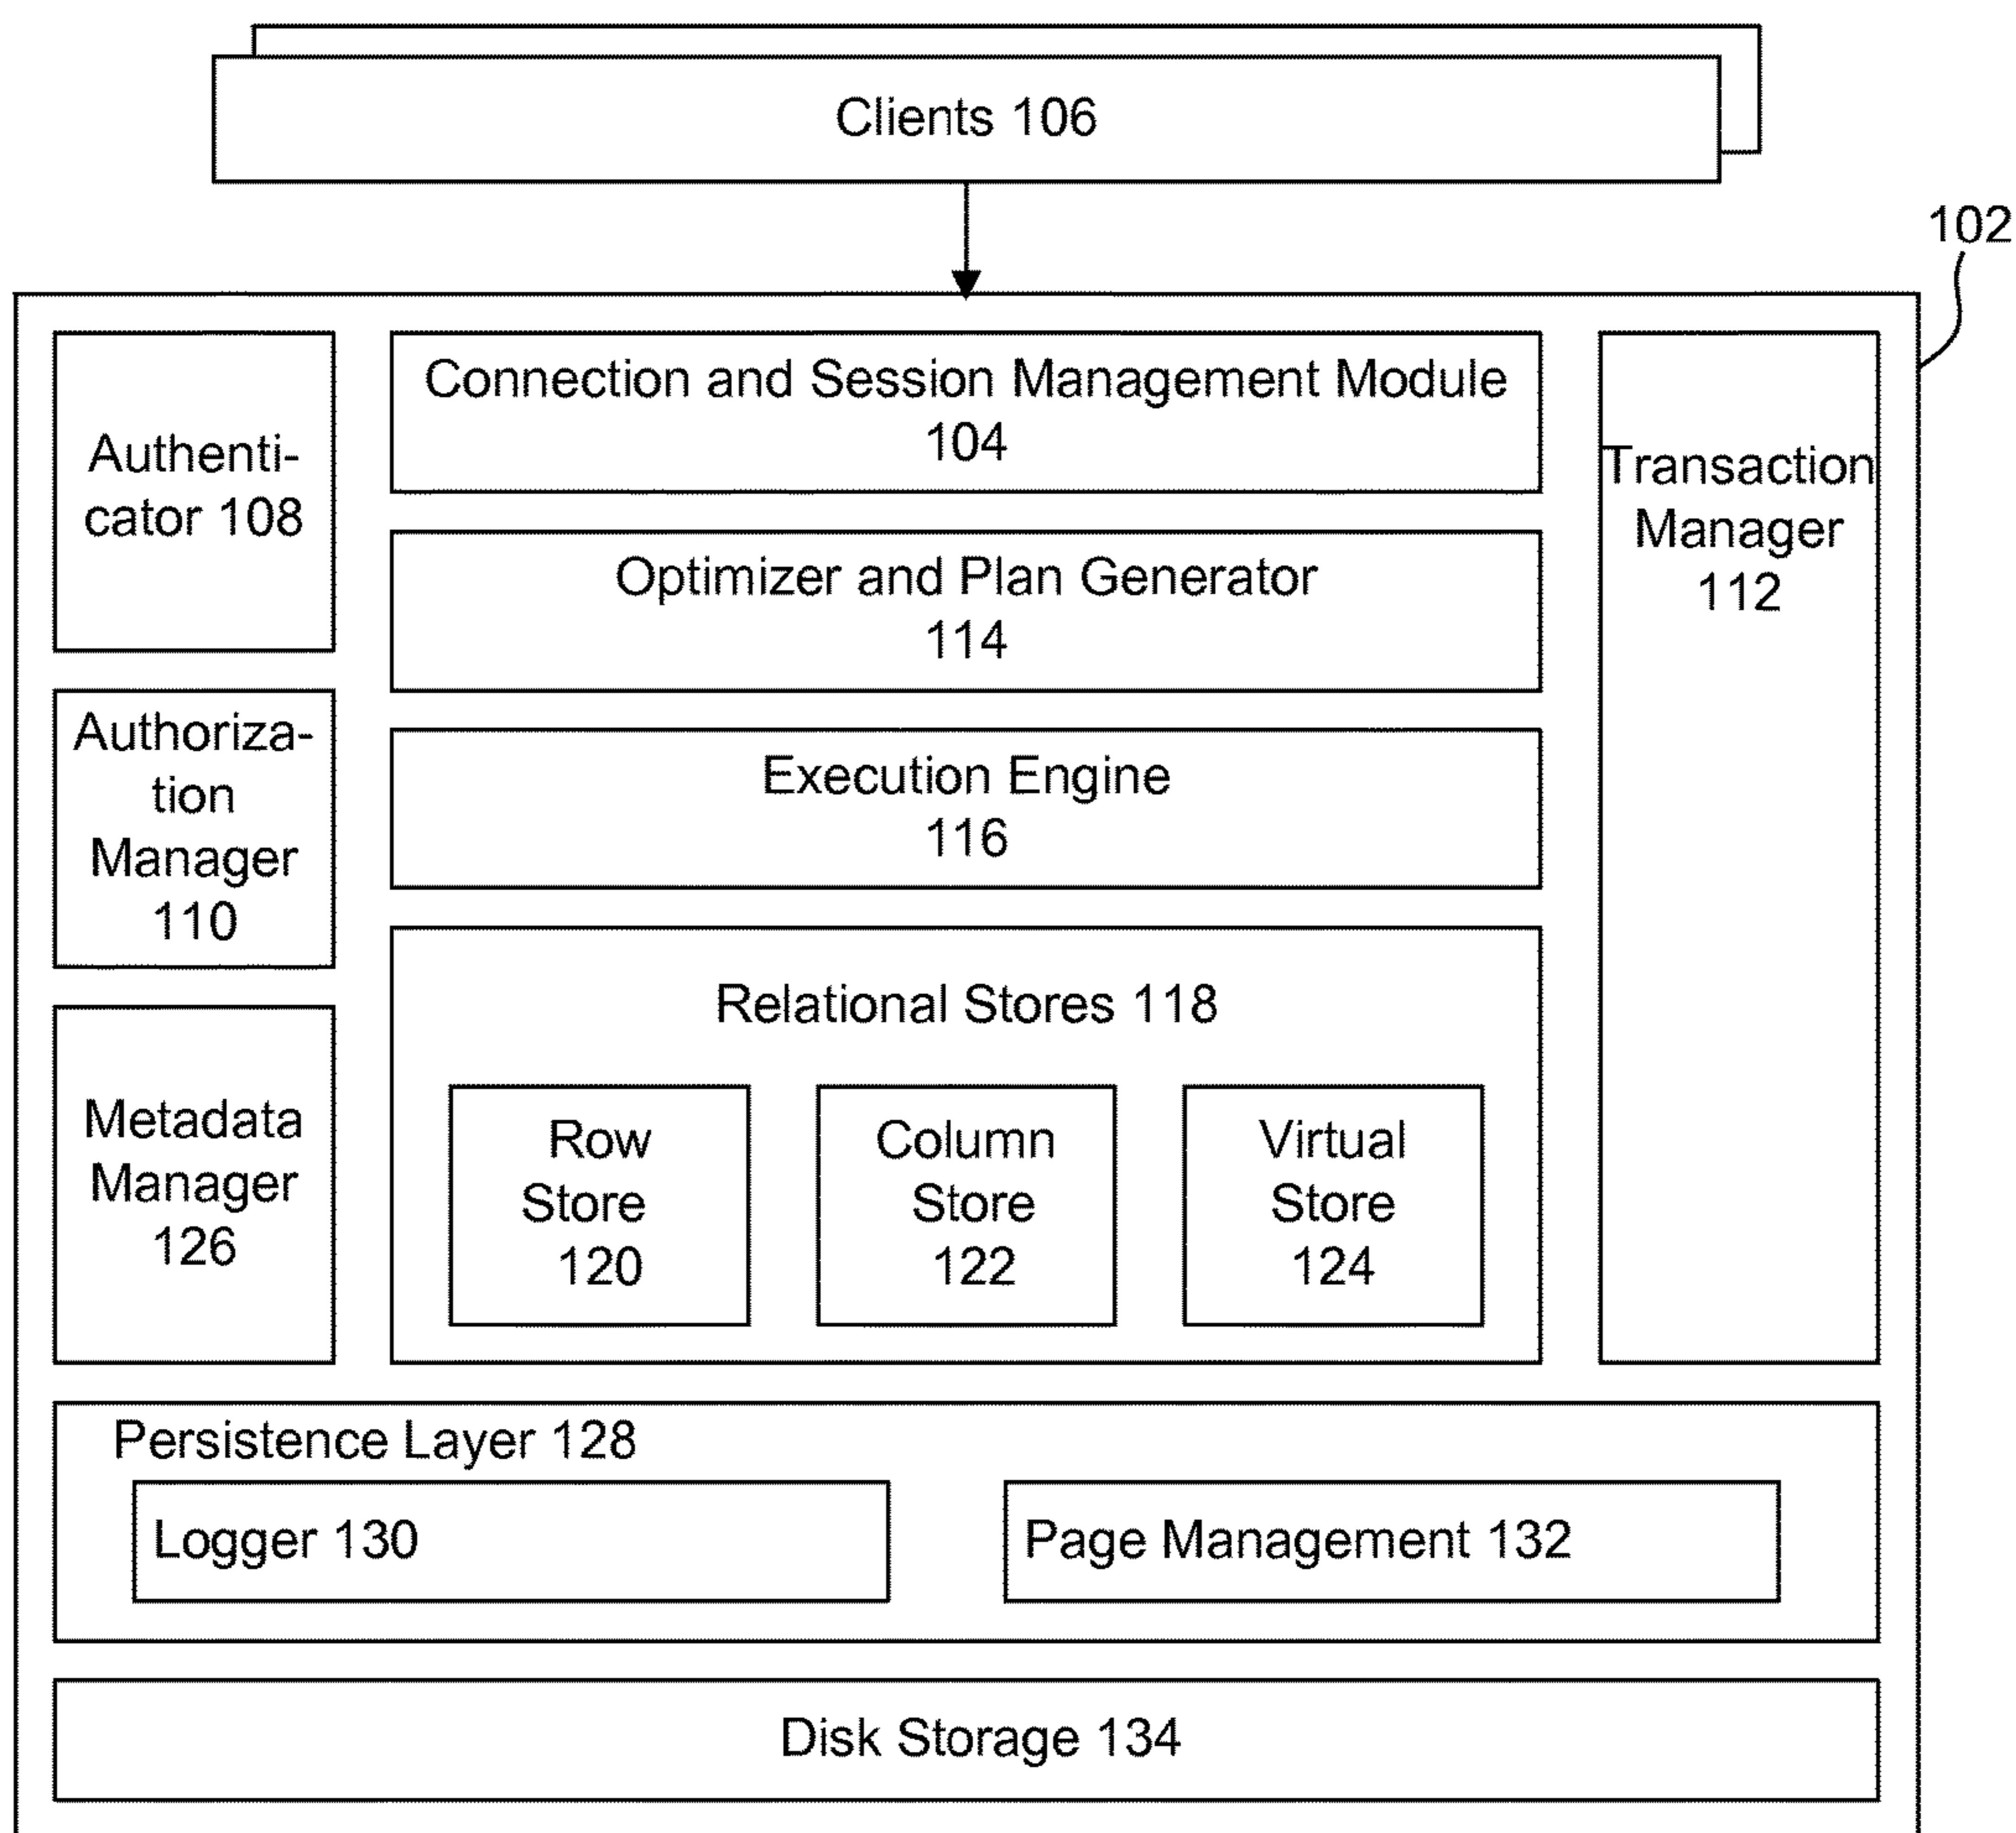 Clients 106
102
Authenti-
cator 108
Connection and Session Management Module
104
Transaction
Manager
112
Optimizer and Plan Generator
114
Authoriza-
tion
Manager
110
Execution Engine
116
Relational Stores 118
Metadata
Manager
126
Row
Store
120
Column
Store
122
Virtual
Store
124
Persistence Layer 128
Logger 130
Page Management 132
Disk Storage 134